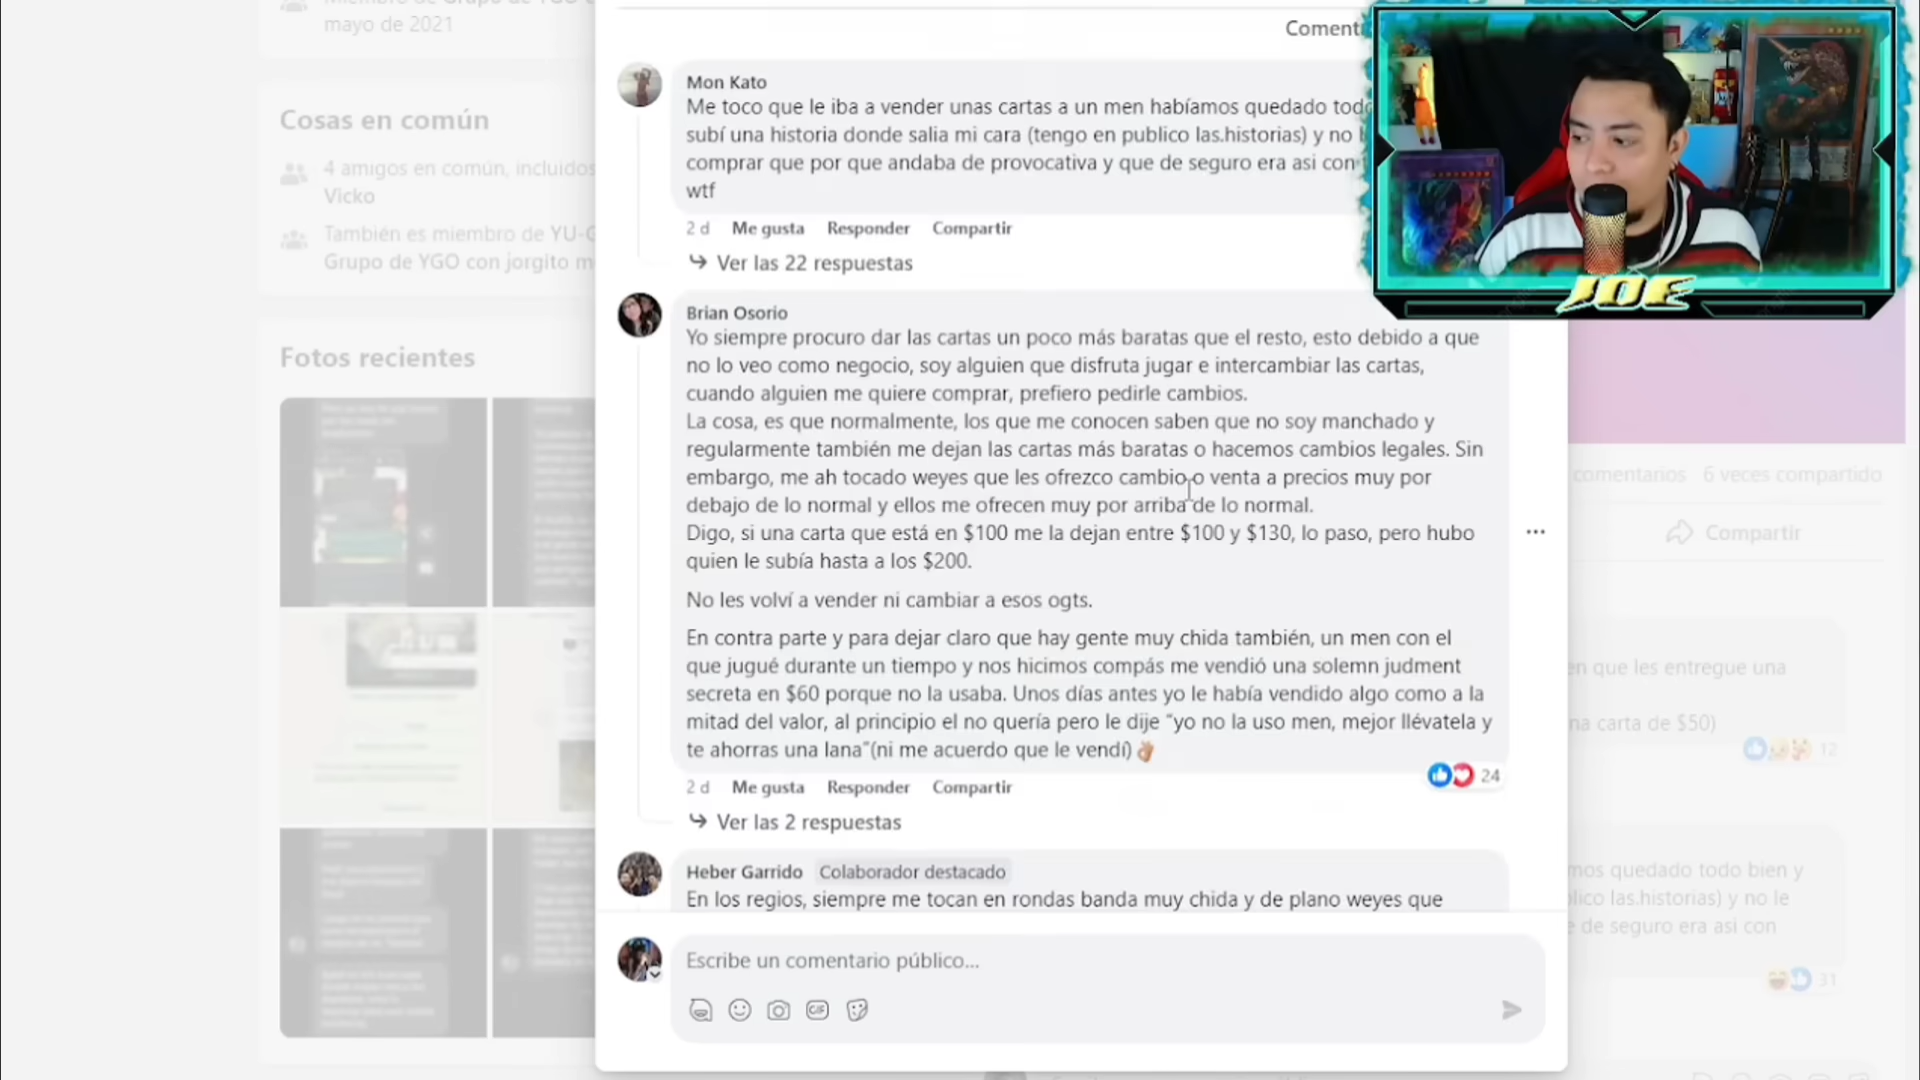 Miembro de Grupo de YGO
mayo de 2021
Cosas en común
4 amigos en común, incluidos
Vicko
También es miembro de YU-G
Grupo de YGO con jorgito m
Fotos recientes
Comenti
Mon Kato
Me toco que le iba a vender unas cartas a un men habíamos quedado todo
subí una historia donde salia mi cara (tengo en publico las.historias) y no
comprar que por que andaba de provocativa y que de seguro era asi con
wtf
2 d Me gusta Responder Compartir
Ver las 22 respuestas
Brian Osorio
Yo siempre procuro dar las cartas un poco más baratas que el resto, esto debido a que
no lo veo como negocio, soy alguien que disfruta jugar e intercambiar las cartas,
cuando alguien me quiere comprar, prefiero pedirle cambios.
La cosa, es que normalmente, los que me conocen saben que no soy manchado y
regularmente también me dejan las cartas más baratas o hacemos cambios legales. Sin
embargo, me ah tocado weyes que les ofrezco cambio o venta a precios muy por
debajo de lo normal y ellos me ofrecen muy por arriba de lo normal.
Digo, si una carta que está en $100 me la dejan entre $100 y $130, lo paso, pero hubo
quien le subía hasta a los $200.
No les volví a vender ni cambiar a esos ogts.
En contra parte y para dejar claro que hay gente muy chida también, un men con el
que jugué durante un tiempo y nos hicimos compás me vendió una solemn judment
secreta en $60 porque no la usaba. Unos días antes yo le había vendido algo como a la
mitad del valor, al principio el no quería pero le dije "yo no la uso men, mejor llévatela y
te ahorras una lana"(ni me acuerdo que le vendí)👌🏼
24
2 d Me gusta Responder Compartir
Ver las 2 respuestas
Heber Garrido Colaborador destacado
En los regios, siempre me tocan en rondas banda muy chida y de plano weyes que
Escribe un comentario público...
GIF
JOE
comentarios 6 veces compartido
Compartir
en que les entregue una
na carta de $50)
12
mos quedado todo bien y
blico las.historias) y no le
e de seguro era asi con
31